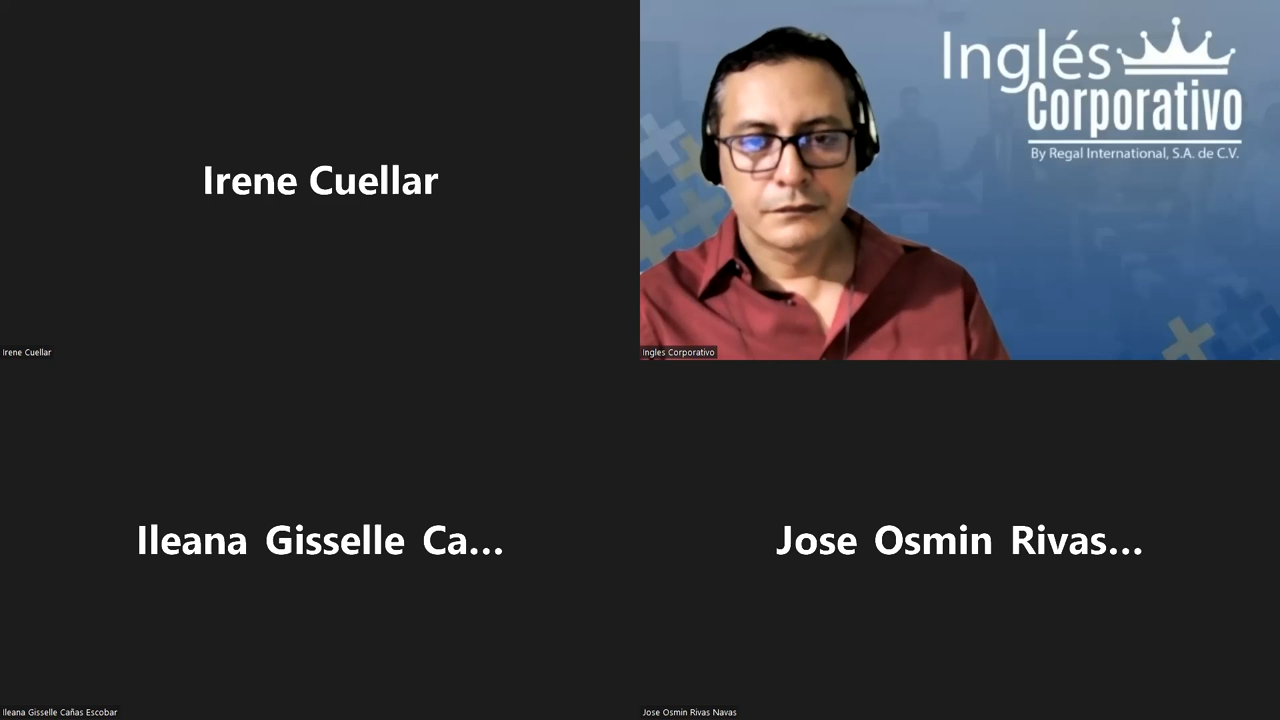 Irene Cuellar
Irene Cuellar
Inglés
Corporativo
By Regal International, S.A. de C.V.
Ingles Corporativo
Ileana Gisselle Ca...
Ileana Gisselle Cañas Escobar
Jose Osmin Rivas...
Jose Osmin Rivas Navas